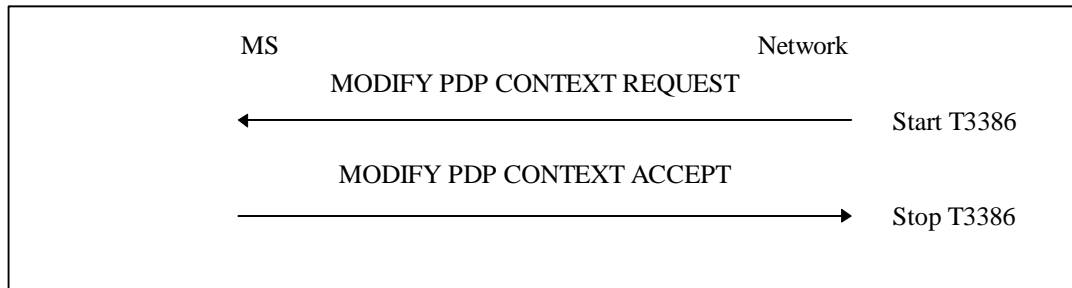 MS Network
MODIFY PDP CONTEXT REQUEST
Start T3386
MODIFY PDP CONTEXT ACCEPT
Stop T3386